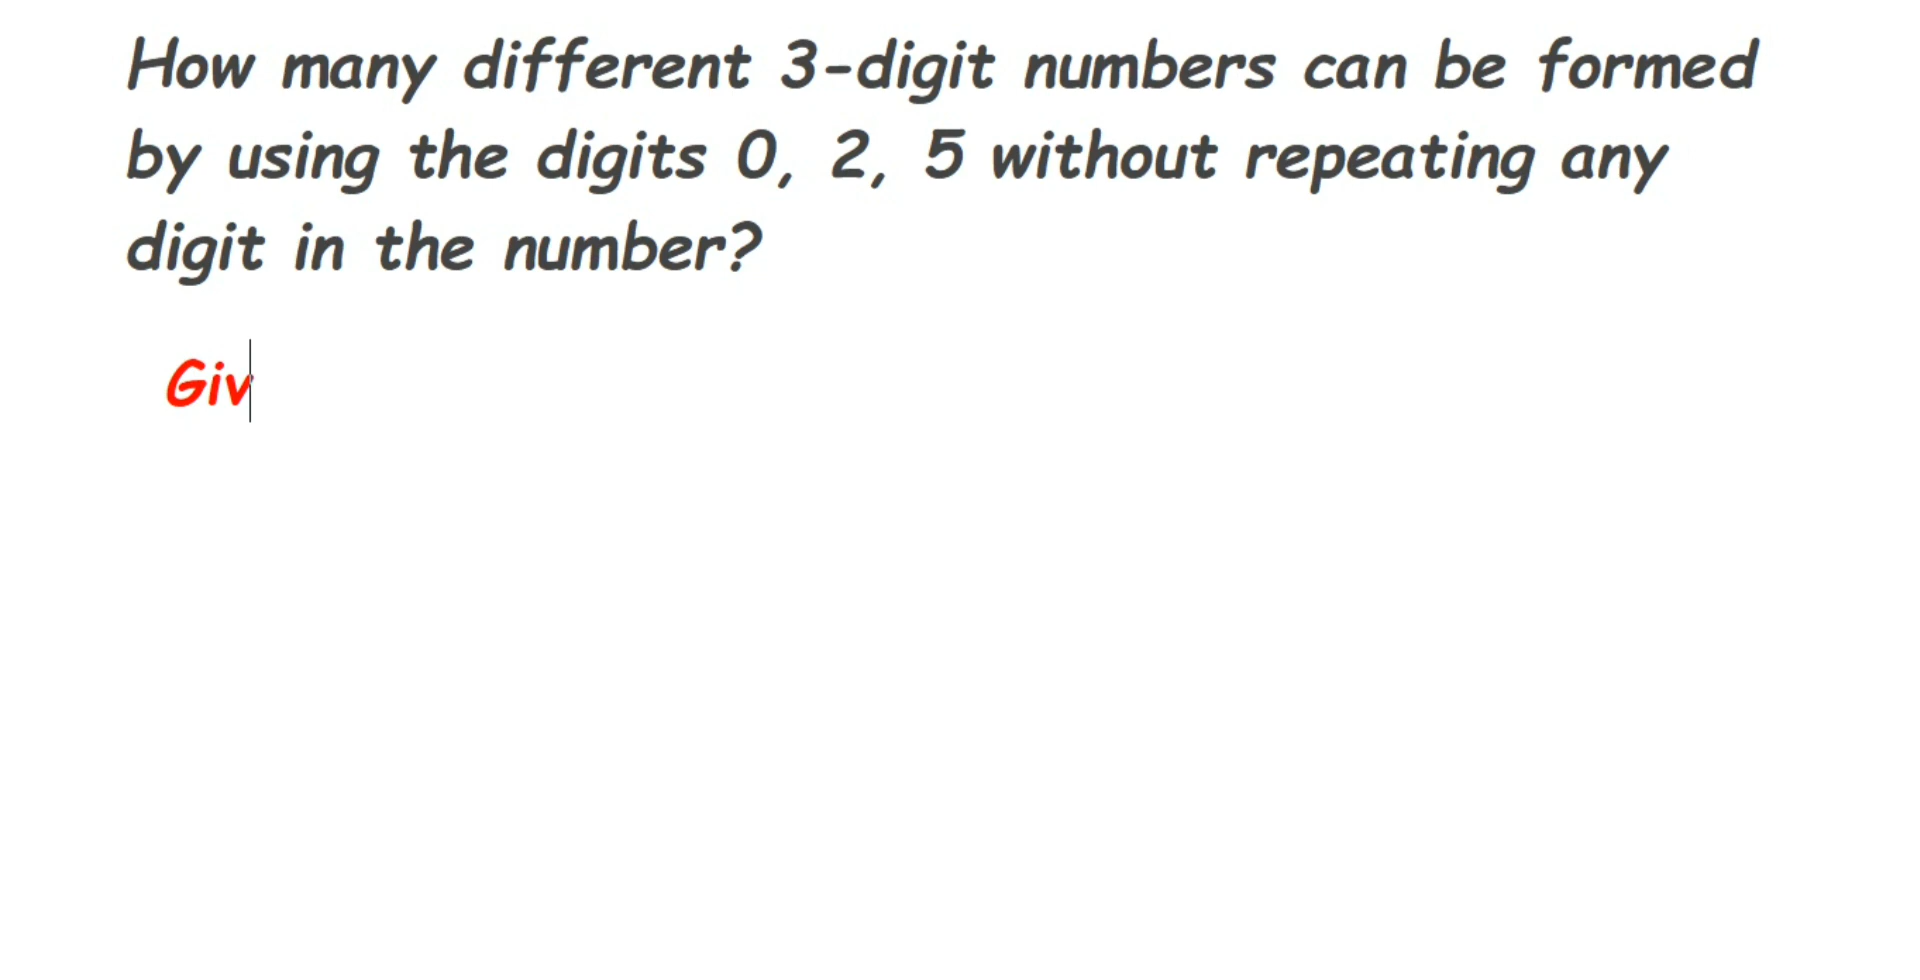 How many different 3-digit numbers can be formed
by using the digits 0, 2, 5 without repeating any
digit in the number?
Giv